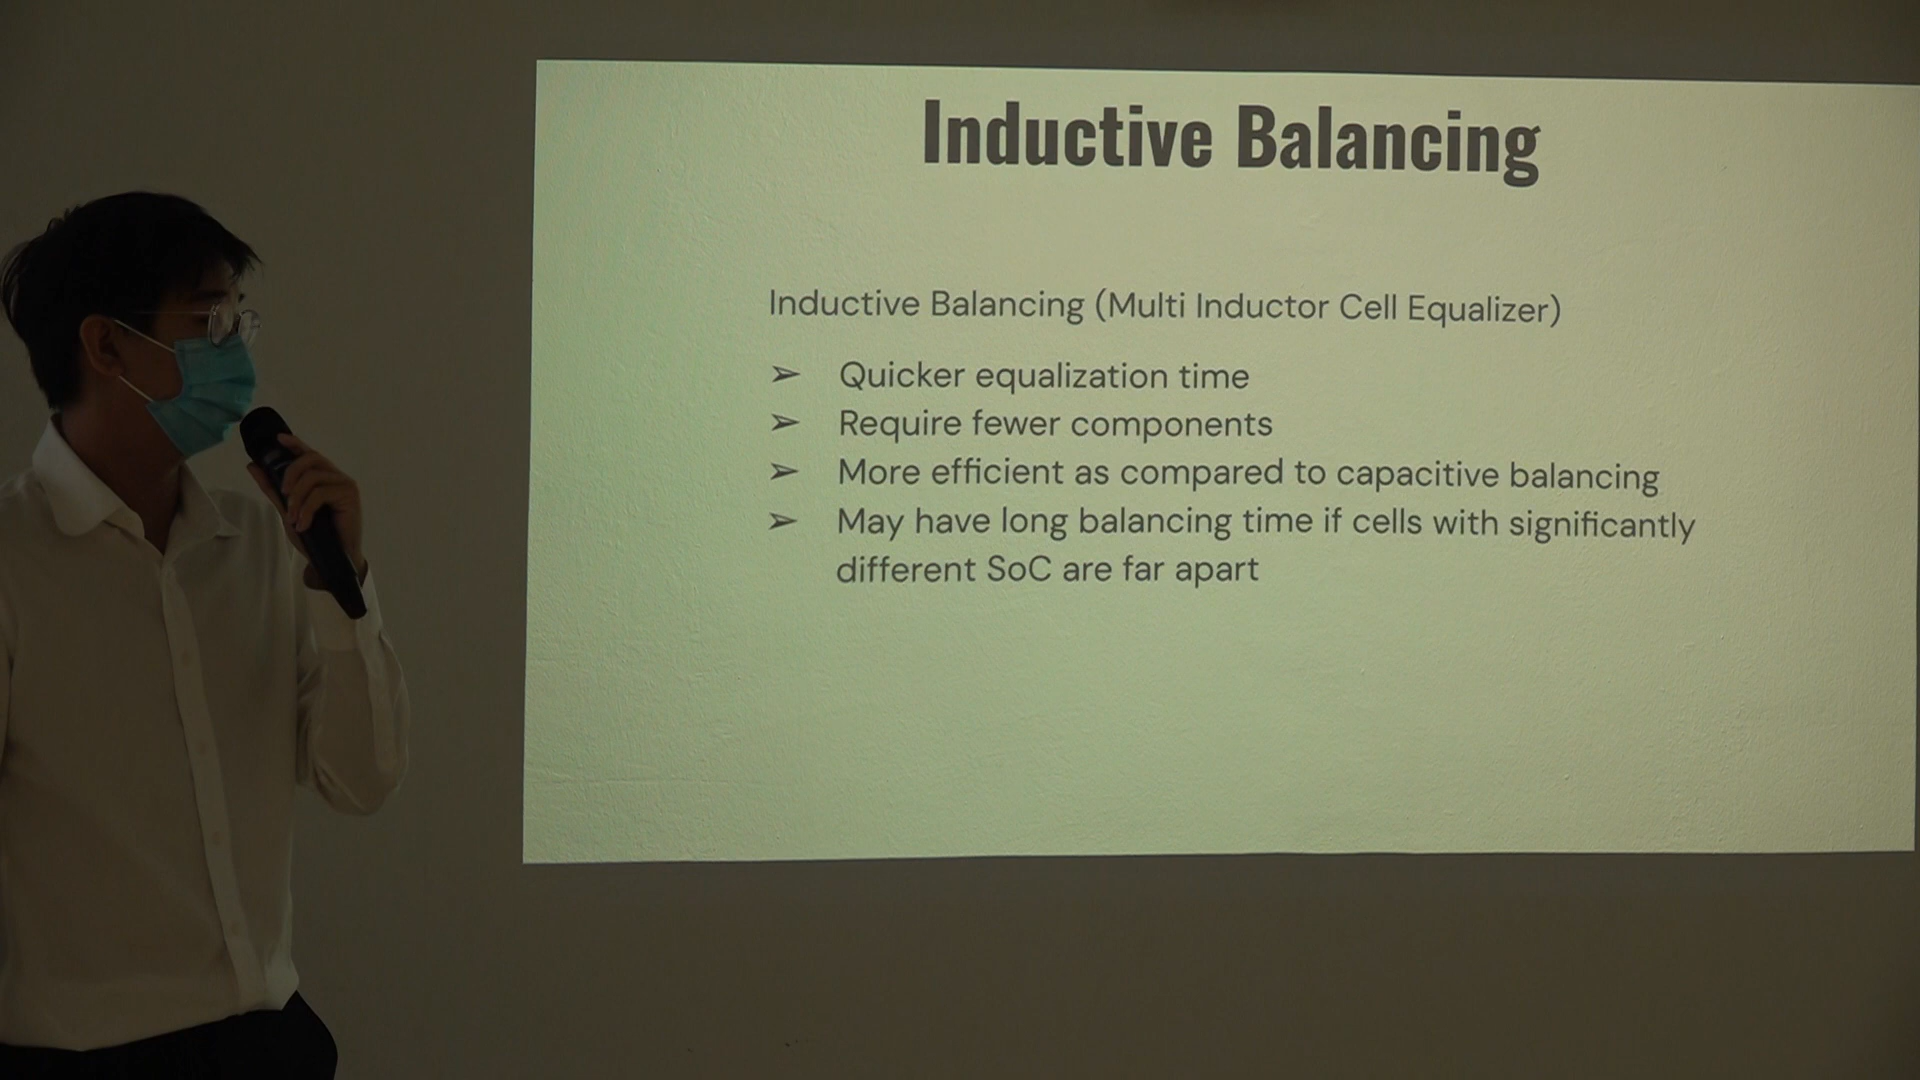 Inductive Balancing
Inductive Balancing (Multi Inductor Cell Equalizer)
➢ Quicker equalization time
➢ Require fewer components
➢ More efficient as compared to capacitive balancing
➢ May have long balancing time if cells with significantly
different SoC are far apart